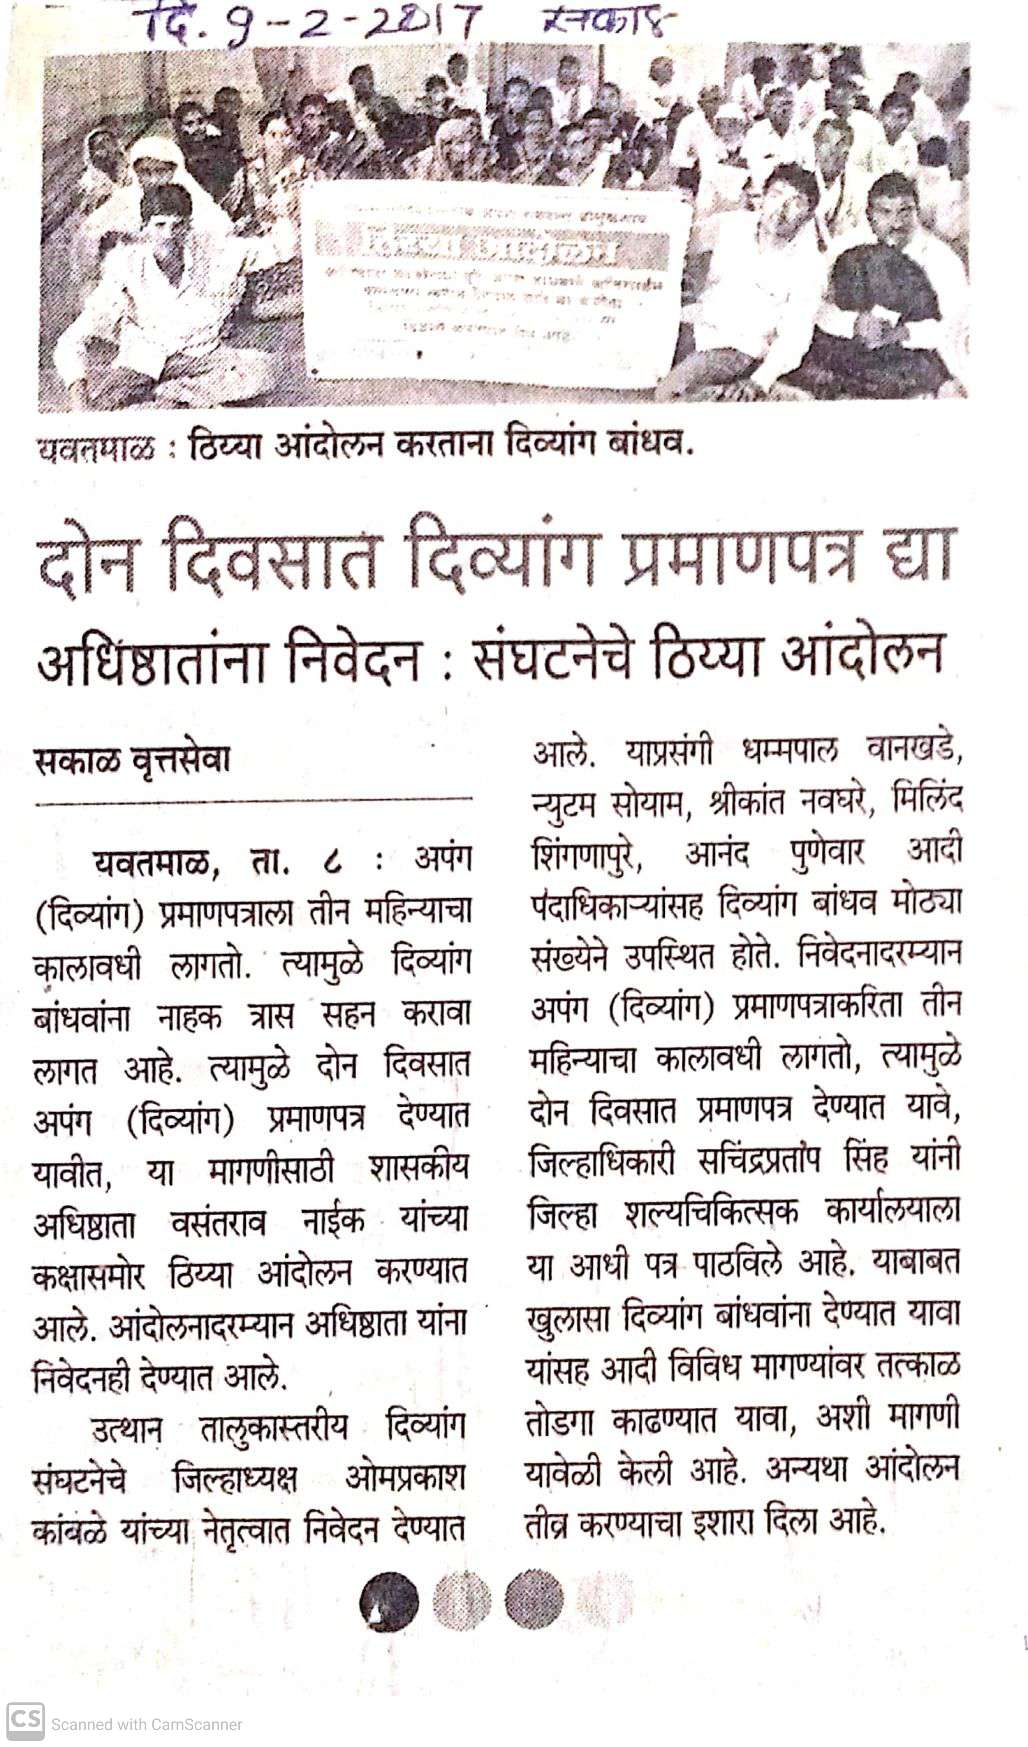 दि. 9-2-2017 सकाळ
यवतमाळ : ठिय्या आंदोलन करताना दिव्यांग बांधव.
दोन दिवसात दिव्यांग प्रमाणपत्र द्या
अधिष्ठातांना निवेदन : संघटनेचे ठिय्या आंदोलन
सकाळ वृत्तसेवा
यवतमाळ, ता. ८ : अपंग
(दिव्यांग) प्रमाणपत्राला तीन महिन्याचा
कालावधी लागतो. त्यामुळे दिव्यांग
बांधवांना नाहक त्रास सहन करावा
लागत आहे. त्यामुळे दोन दिवसात
अपंग (दिव्यांग) प्रमाणपत्र देण्यात
यावीत, या मागणीसाठी शासकीय
अधिष्ठाता वसंतराव नाईक यांच्या
कक्षासमोर ठिय्या आंदोलन करण्यात
आले. आंदोलनादरम्यान अधिष्ठाता यांना
निवेदनही देण्यात आले.
उत्थान तालुकास्तरीय दिव्यांग
संघटनेचे जिल्हाध्यक्ष ओमप्रकाश
कांबळे यांच्या नेतृत्वात निवेदन देण्यात
आले. याप्रसंगी धम्मपाल वानखडे,
न्युटम सोयाम, श्रीकांत नवघरे, मिलिंद
शिंगणापुरे, आनंद पुणेवार आदी
पदाधिकाऱ्यांसह दिव्यांग बांधव मोठ्या
संख्येने उपस्थित होते. निवेदनादरम्यान
अपंग (दिव्यांग) प्रमाणपत्राकरिता तीन
महिन्याचा कालावधी लागतो, त्यामुळे
दोन दिवसात प्रमाणपत्र देण्यात यावे,
जिल्हाधिकारी सचिंद्रप्रताप सिंह यांनी
जिल्हा शल्यचिकित्सक कार्यालयाला
या आधी पत्र पाठविले आहे. याबाबत
खुलासा दिव्यांग बांधवांना देण्यात यावा
यांसह आदी विविध मागण्यांवर तत्काळ
तोडगा काढण्यात यावा, अशी मागणी
यावेळी केली आहे. अन्यथा आंदोलन
तीव्र करण्याचा इशारा दिला आहे.
CS Scanned with CamScanner